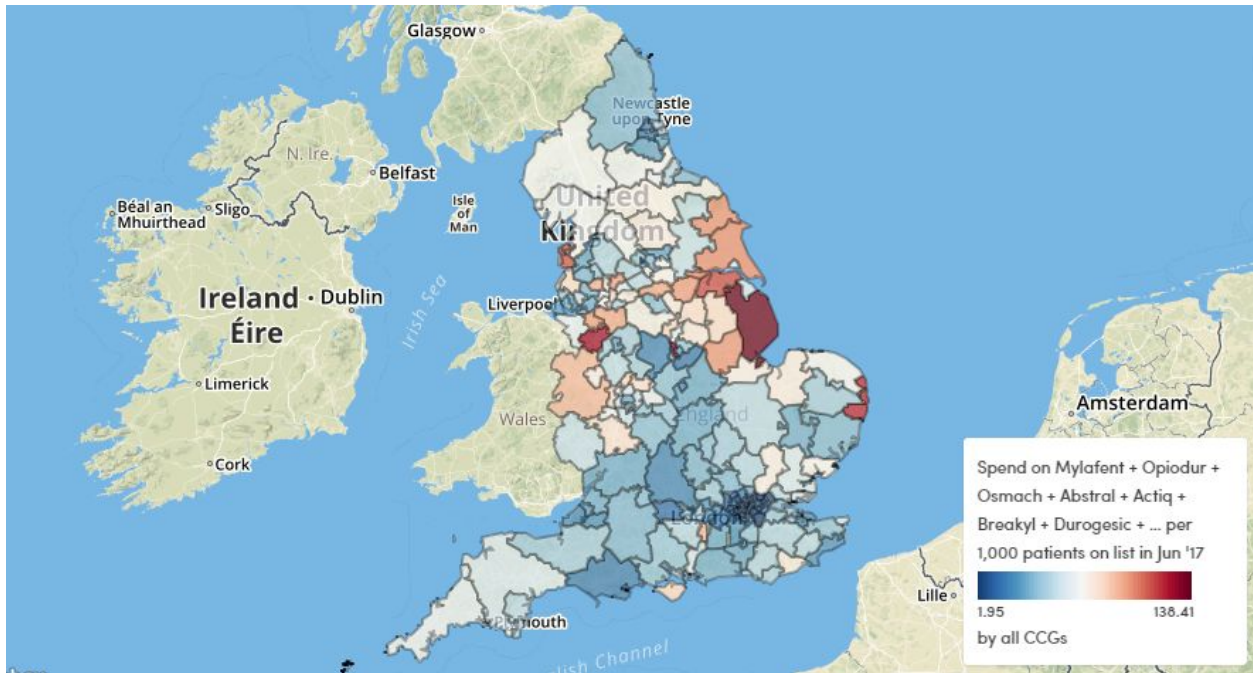 Glasgow
Newcastle
upon Tyne
N. Ire.
Belfast
Béal an
Mhuirthead
Sligo
Isle
of
Man
United
Kingdom
Irish Sea
Ireland
Éire
Dublin
Liverpool
Limerick
Wales
England
Amsterdam
Cork
London
Plymouth
Lille
lish Channel
Spend on Mylafent + Opiodur +
Osmach + Abstral + Actiq +
Breakyl + Durogesic + ... per
1,000 patients on list in Jun '17
1.95
138.41
by all CCGs